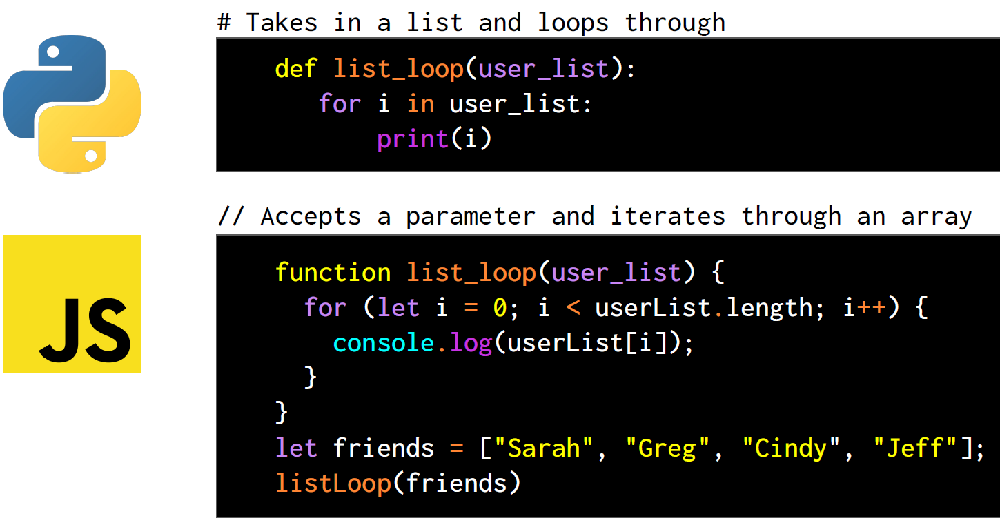 # Takes in a list and loops through
def list_loop(user_list):
for i in user_list:
print(i)
// Accepts a parameter and iterates through an array
JS
function list_loop(user_list) {
for (let i = 0; i < userList.length; i++) {
console.log(userList[i]);
}
}
let friends = ["Sarah", "Greg", "Cindy", "Jeff"];
listLoop(friends)